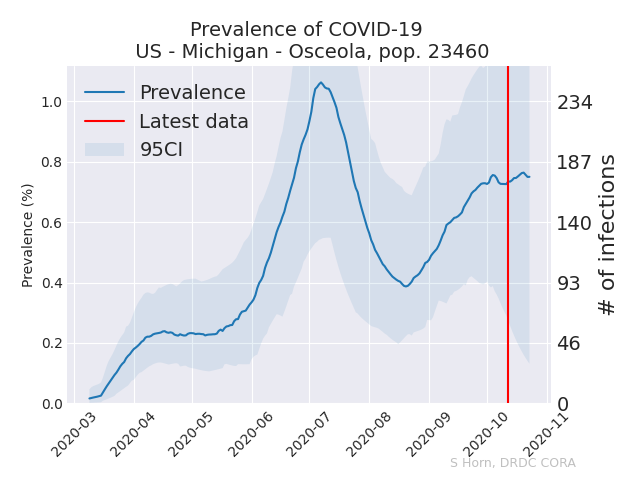 Prevalence of COVID-19
US - Michigan - Osceola, pop. 23460
Prevalence
Latest data
95CI
Prevalence (%)
1.0
0.8
0.6
0.4
0.2
0.0
234
187
140
93
46
0
# of infections
2020-03
2020-04
2020-05
2020-06
2020-07
2020-08
2020-09
2020-10
2020-11
S Horn, DRDC CORA